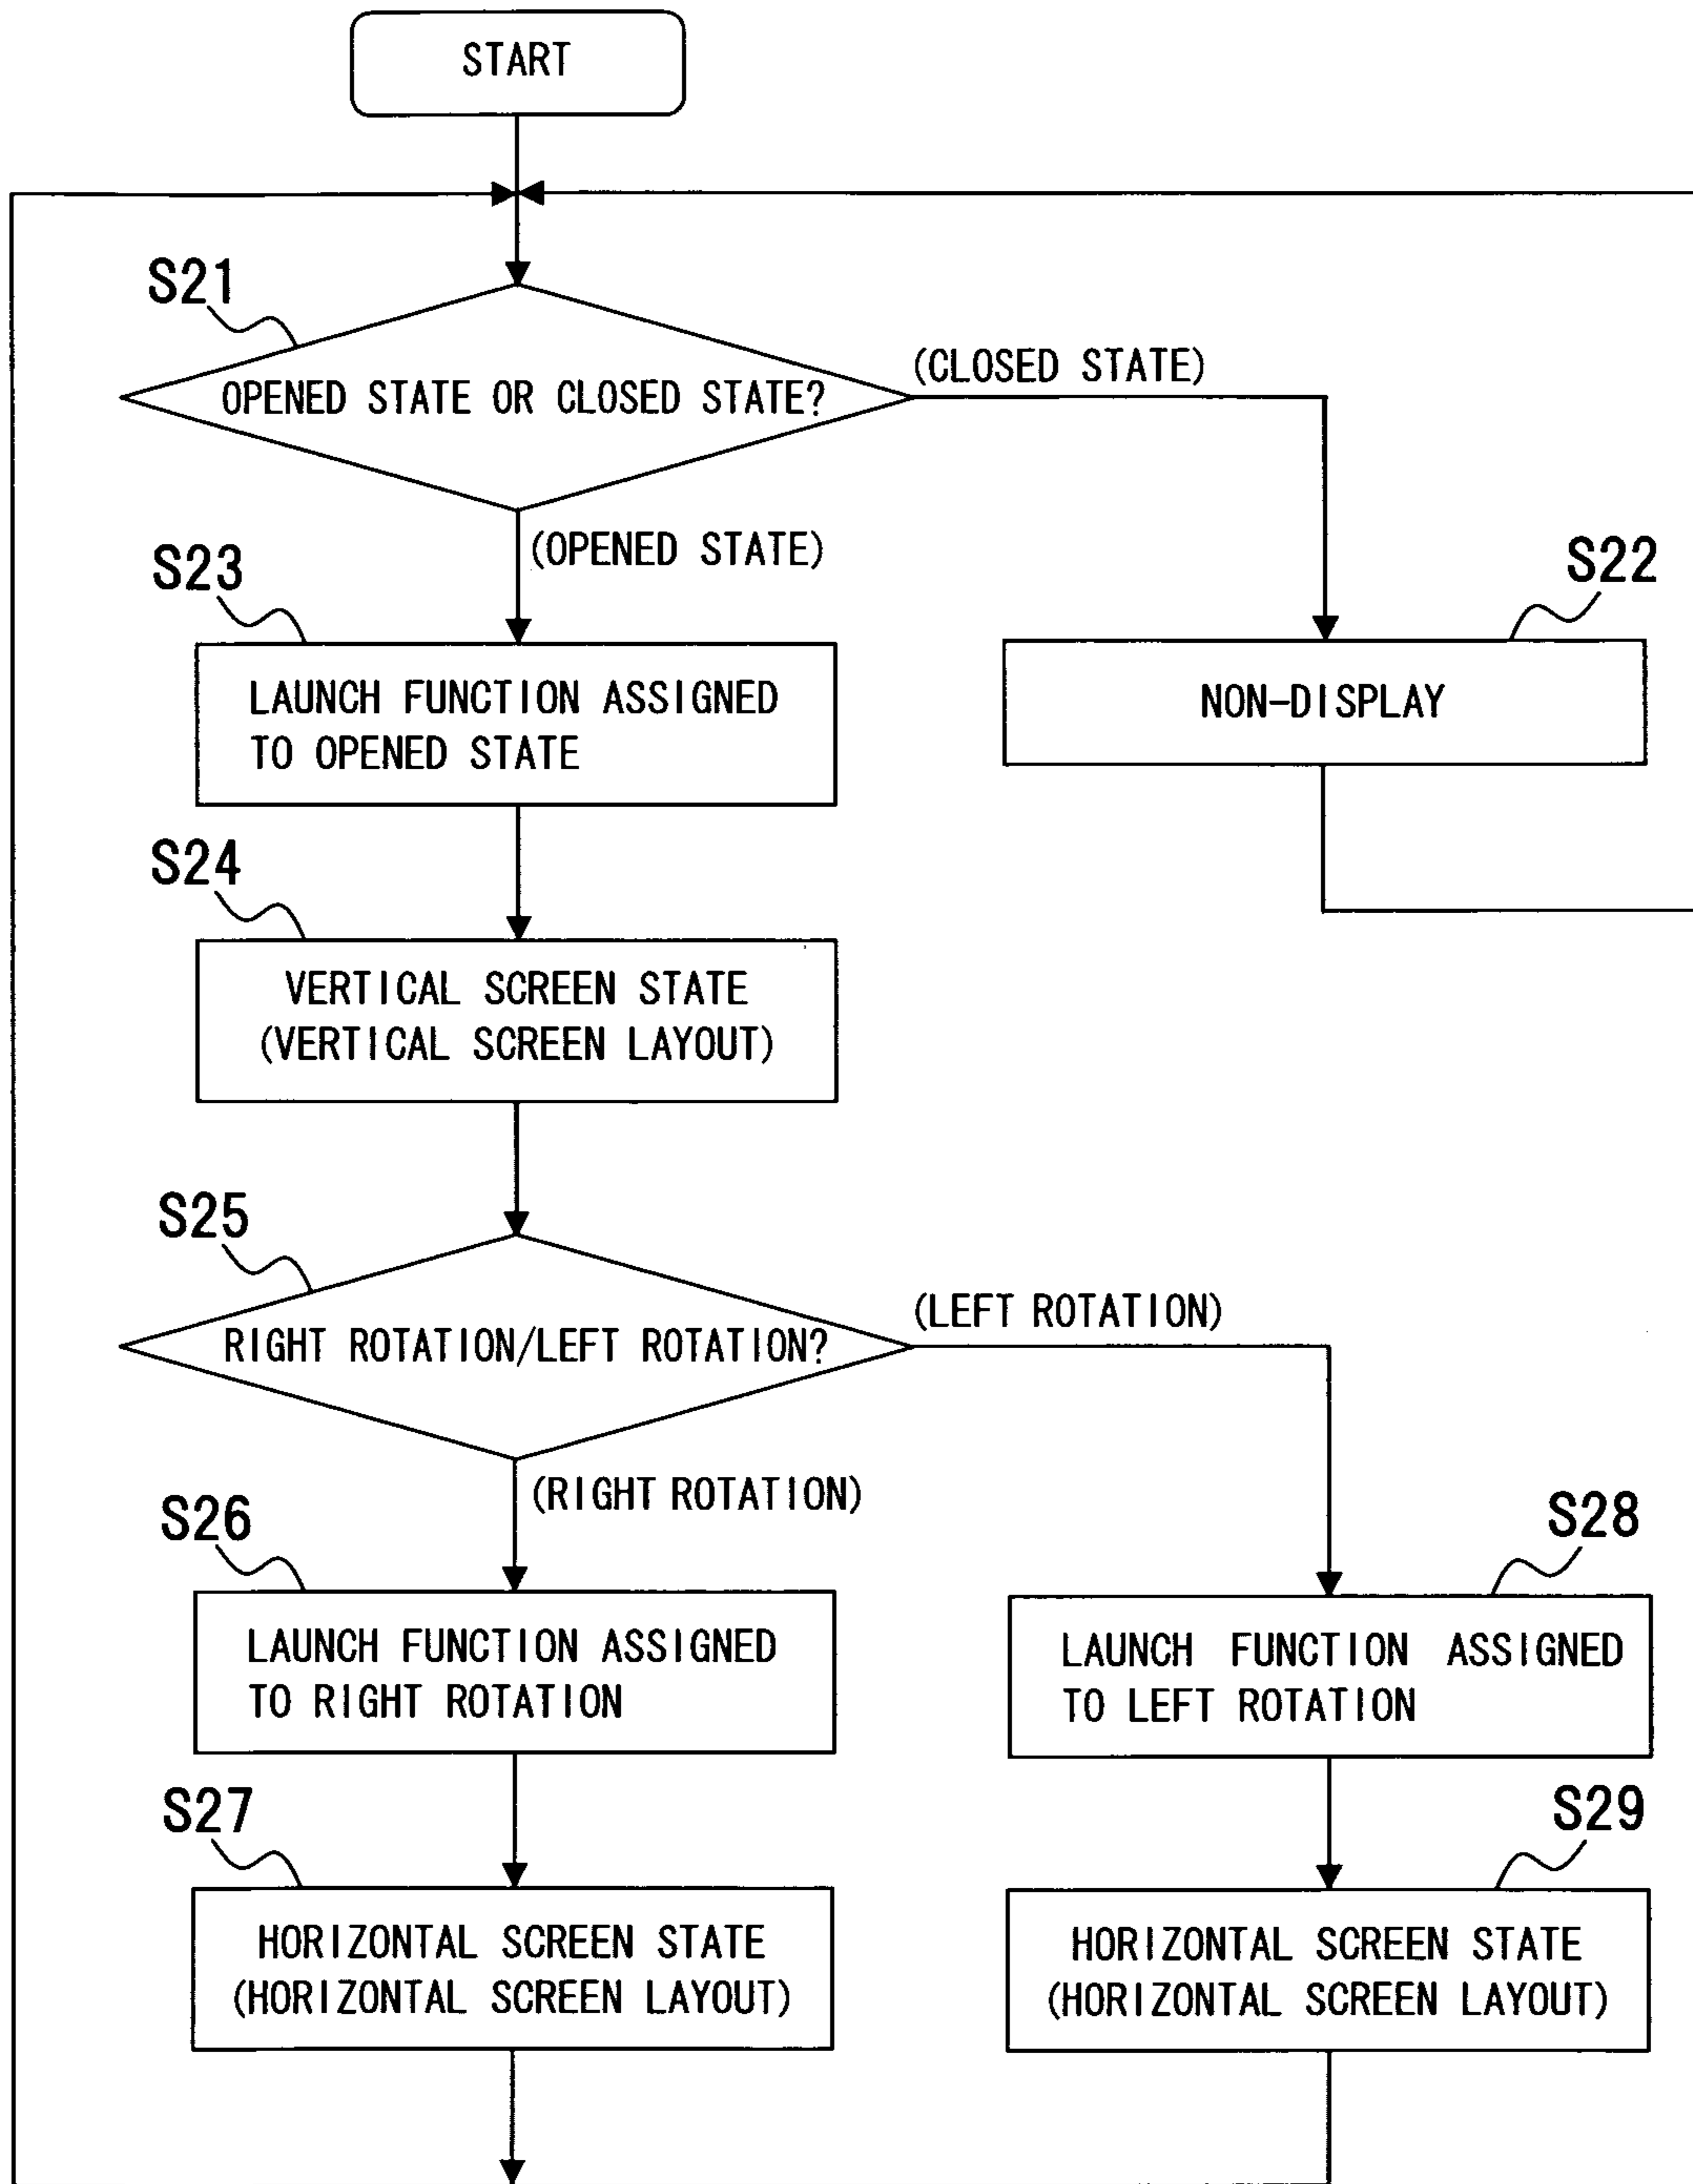 START
S21
OPENED STATE OR CLOSED STATE?
(CLOSED STATE)
(OPENED STATE)
S23
LAUNCH FUNCTION ASSIGNED
TO OPENED STATE
S22
NON-DISPLAY
S24
VERTICAL SCREEN STATE
(VERTICAL SCREEN LAYOUT)
S25
RIGHT ROTATION/LEFT ROTATION?
(LEFT ROTATION)
(RIGHT ROTATION)
S26
LAUNCH FUNCTION ASSIGNED
TO RIGHT ROTATION
S28
LAUNCH FUNCTION ASSIGNED
TO LEFT ROTATION
S27
HORIZONTAL SCREEN STATE
(HORIZONTAL SCREEN LAYOUT)
S29
HORIZONTAL SCREEN STATE
(HORIZONTAL SCREEN LAYOUT)